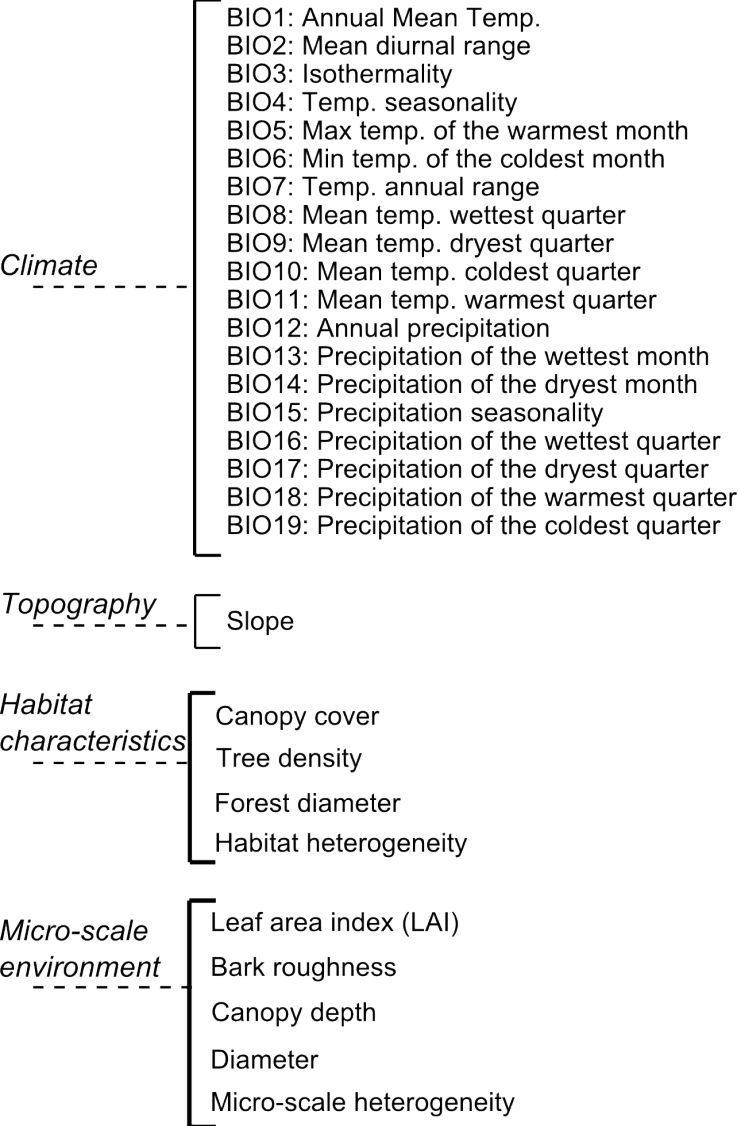 BIO1: Annual Mean Temp.
BIO2: Mean diurnal range
BIO3: Isothermality
BIO4: Temp. seasonality
BIO5: Max temp. of the warmest month
BIO6: Min temp. of the coldest month
BIO7: Temp. annual range
BIO8: Mean temp. wettest quarter
BIO9: Mean temp. dryest quarter
Climate
BIO10: Mean temp. coldest quarter
BIO11: Mean temp. warmest quarter
BIO12: Annual precipitation
BIO13: Precipitation of the wettest month
BIO14: Precipitation of the dryest month
BIO15: Precipitation seasonality
BIO16: Precipitation of the wettest quarter
BIO17: Precipitation of the dryest quarter
BIO18: Precipitation of the warmest quarter
BIO19: Precipitation of the coldest quarter
Topography
Slope
Habitat
characteristics
Canopy cover
Tree density
Forest diameter
Habitat heterogeneity
Micro-scale
environment
Leaf area index (LAI)
Bark roughness
Canopy depth
Diameter
Micro-scale heterogeneity